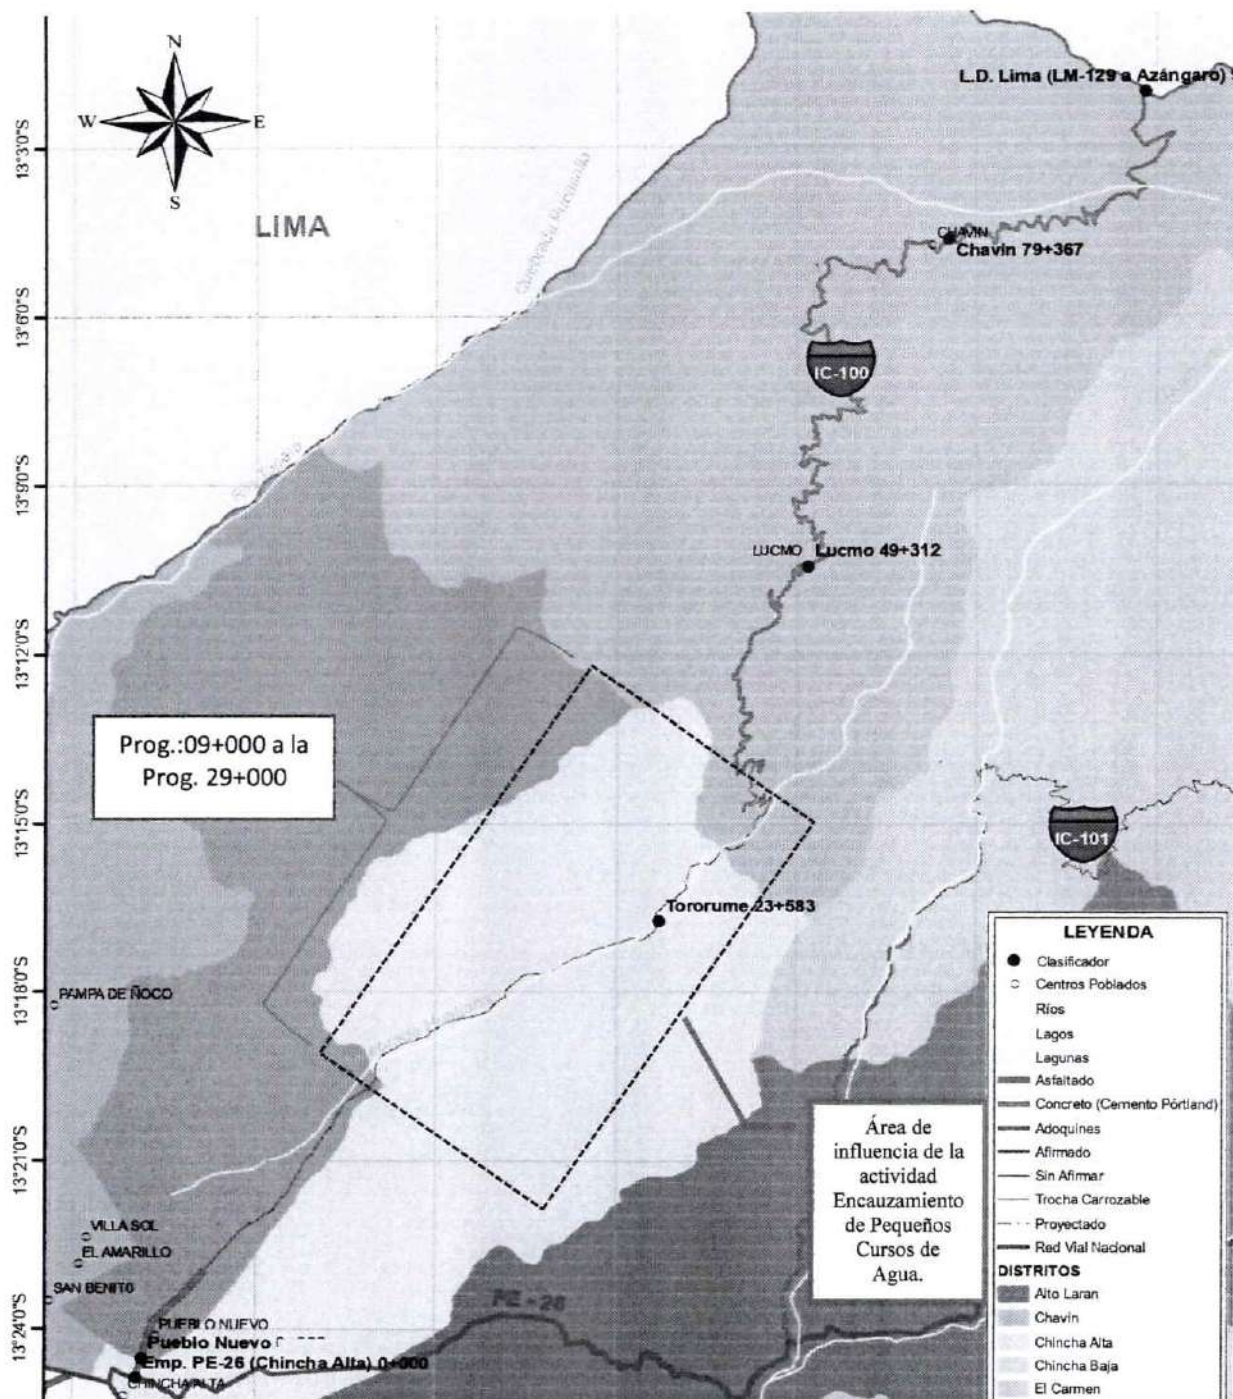 N
W E
S
LIMA
L.D. Lima (LM-129 a Azángaro)
13°3'0"S
CHAVIN
Chavin 79+367
13°6'0"S
IC-100
13°9'0"S
LUCMO
Lucmo 49+312
13°12'0"S
Prog.:09+000 a la
Prog. 29+000
13°15'0"S
IC-101
Tororume 23+583
13°18'0"S
PAMPA DE ÑOCO
13°21'0"S
VILLA SOL
EL AMARILLO
SAN BENITO
13°24'0"S
PE-26
PUEBLO NUEVO
Pueblo Nuevo
Emp. PE-26 (Chincha Alta) 0+000
CHINCHA ALTA
Área de
influencia de la
actividad
Encauzamiento
de Pequeños
Cursos de
Agua.
LEYENDA
Clasificador
Centros Poblados
Ríos
Lagos
Lagunas
Asfaltado
Concreto (Cemento Pórtland)
Adoquines
Afirmado
Sin Afirmar
Trocha Carrozable
Proyectado
Red Vial Nacional
DISTRITOS
Alto Laran
Chavin
Chincha Alta
Chincha Baja
El Carmen